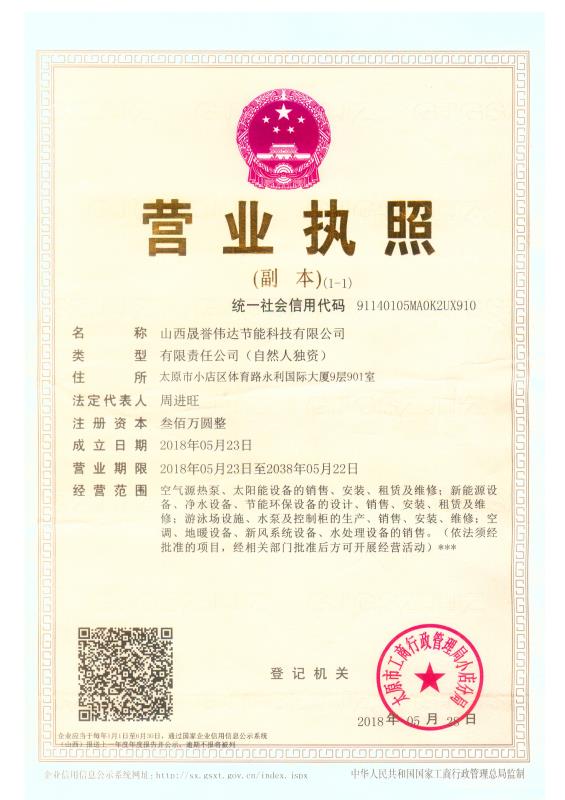 营业执照
(副 本)(1-1)
统一社会信用代码 91140105MA0K2UX910
名 称 山西晟誉伟达节能科技有限公司
类 型 有限责任公司（自然人独资）
住 所 太原市小店区体育路永利国际大厦9层901室
法定代表人 周进旺
注册资本 叁佰万圆整
成立日期 2018年05月23日
营业期限 2018年05月23日至2038年05月22日
经营范围 空气源热泵、太阳能设备的销售、安装、租赁及维修；新能源设
备、净水设备、节能环保设备的设计、销售、安装、租赁及维
修；游泳场设施、水泵及控制柜的生产、销售、安装、维修；空
调、地暖设备、新风系统设备、水处理设备的销售。（依法须经
批准的项目，经相关部门批准后方可开展经营活动）***
登记机关
太原市工商行政管理局小店分局
2018年 05月 28日
企业应当于每年1月1日至6月30日，通过国家企业信用信息公示系统
（山西）报送上一年度年度报告并公示，逾期不报将被列
企业信用信息公示系统网址：http://sx.gsxt.gov.cn/index.jspx
中华人民共和国国家工商行政管理总局监制